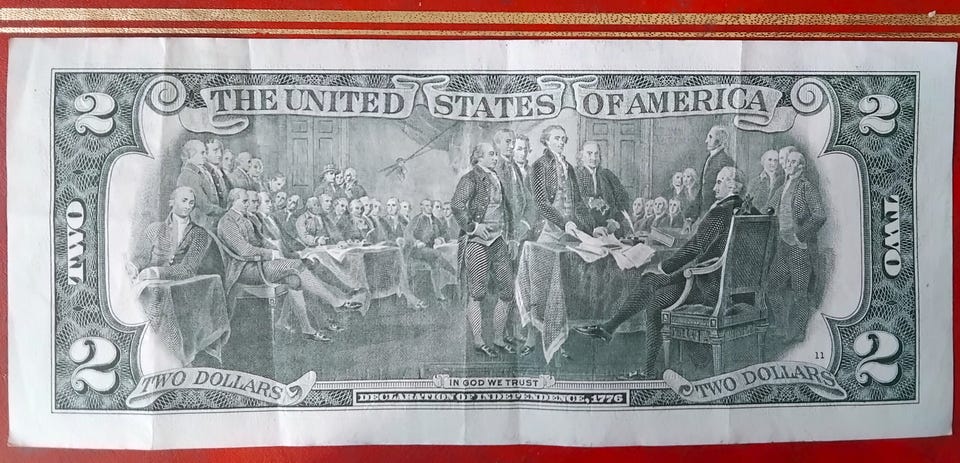 2 THE UNITED STATES OF AMERICA 2
TWO TWO
11
2 TWO DOLLARS IN GOD WE TRUST TWO DOLLARS 2
DECLARATION OF INDEPENDENCE, 1776